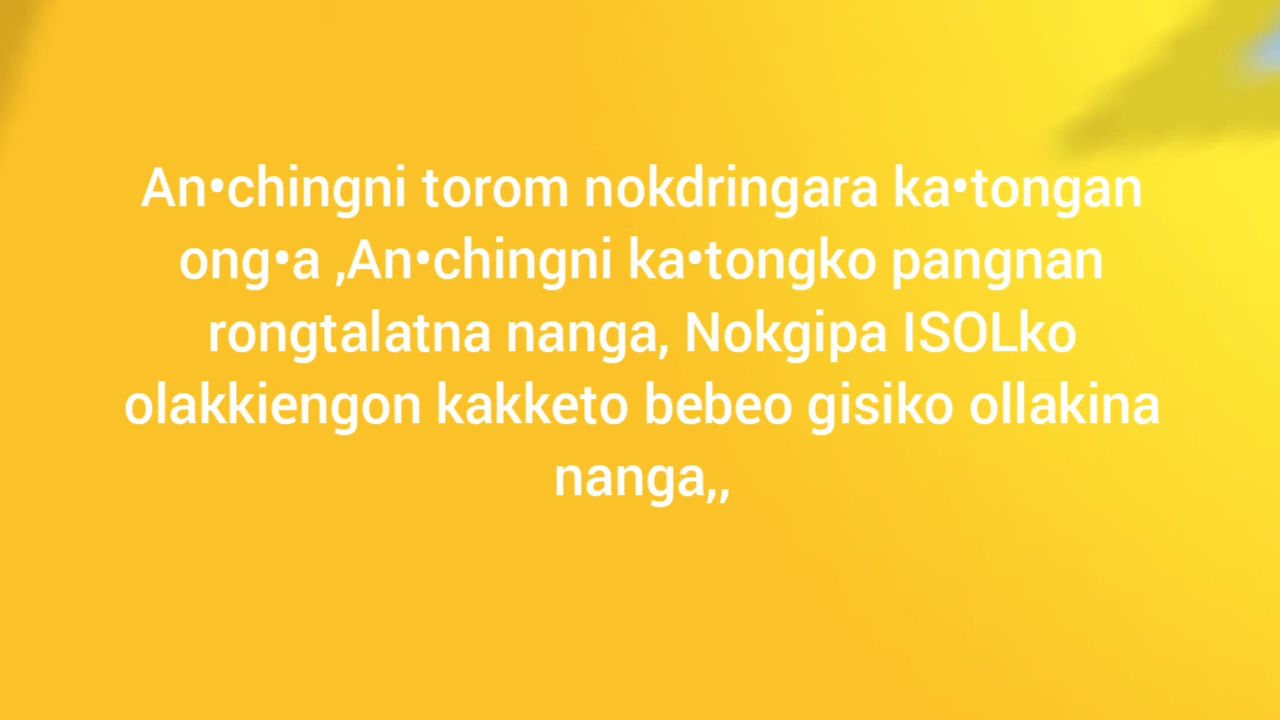 An•chingni torom nokdringara ka•tongan
ong•a ,An•chingni ka•tongko pangnan
rongtalatna nanga, Nokgipa ISOLko
olakkiengon kakketo bebeo gisiko ollakina
nanga,,